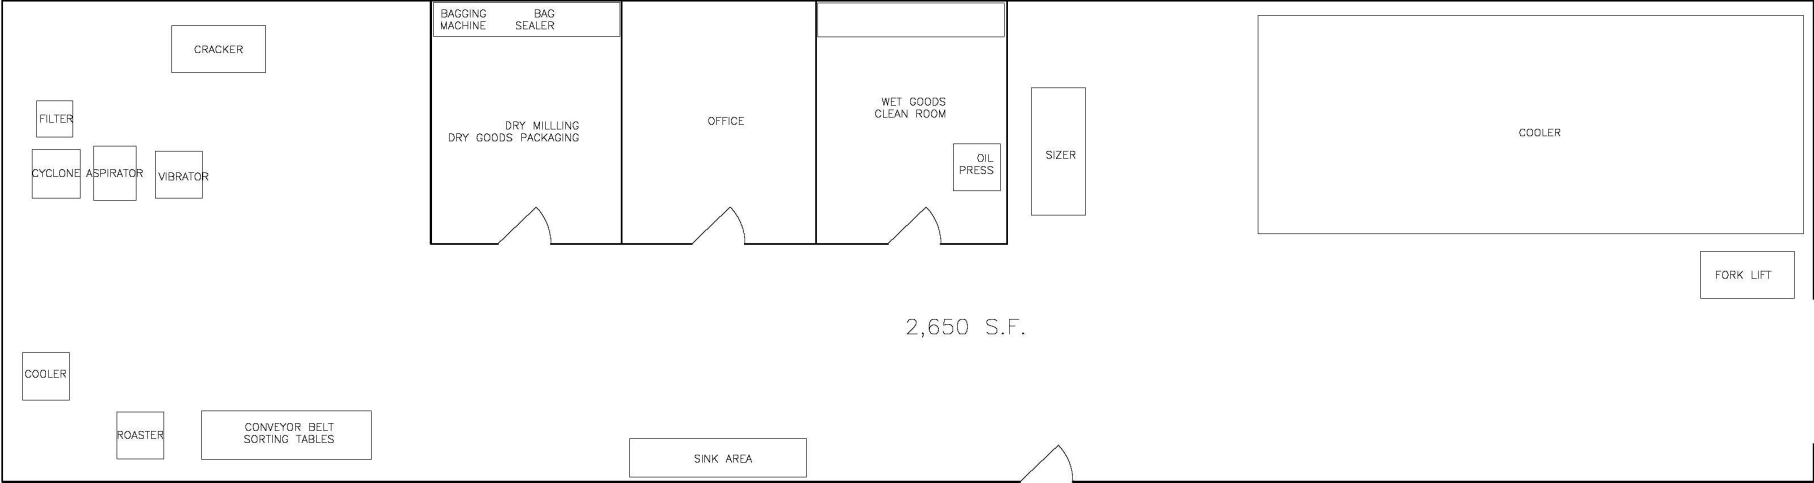 BAGGING BAG
MACHINE SEALER
CRACKER
FILTER
CYCLONE ASPIRATOR VIBRATOR
DRY MILLLING
DRY GOODS PACKAGING
OFFICE
WET GOODS
CLEAN ROOM
OIL
PRESS
SIZER
COOLER
FORK LIFT
2,650 S.F.
COOLER
ROASTER
CONVEYOR BELT
SORTING TABLES
SINK AREA